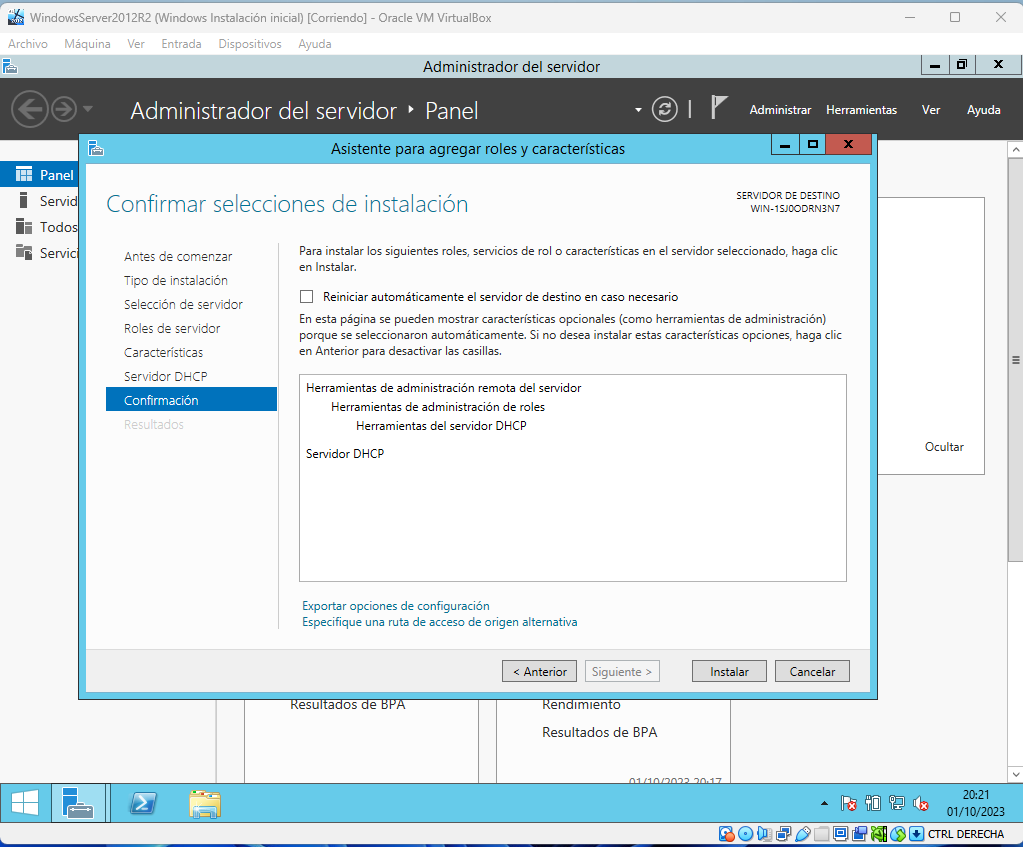 WindowsServer2012R2 (Windows Instalación inicial) [Corriendo] - Oracle VM VirtualBox
Archivo Máquina Ver Entrada Dispositivos Ayuda
Administrador del servidor
Administrador del servidor Panel
Administrar Herramientas Ver Ayuda
Asistente para agregar roles y características
Panel
Servid
Todos
Servici
Confirmar selecciones de instalación
SERVIDOR DE DESTINO
WIN-1SJ0ODRN3N7
Antes de comenzar
Tipo de instalación
Selección de servidor
Roles de servidor
Características
Servidor DHCP
Confirmación
Resultados
Para instalar los siguientes roles, servicios de rol o características en el servidor seleccionado, haga clic
en Instalar.
Reiniciar automáticamente el servidor de destino en caso necesario
En esta página se pueden mostrar características opcionales (como herramientas de administración)
porque se seleccionaron automáticamente. Si no desea instalar estas características opciones, haga clic
en Anterior para desactivar las casillas.
Herramientas de administración remota del servidor
Herramientas de administración de roles
Herramientas del servidor DHCP
Servidor DHCP
Exportar opciones de configuración
Especifique una ruta de acceso de origen alternativa
< Anterior Siguiente > Instalar Cancelar
Ocultar
Resultados de BPA
Rendimiento
Resultados de BPA
01/10/2023 20:17
20:21
01/10/2023
CTRL DERECHA